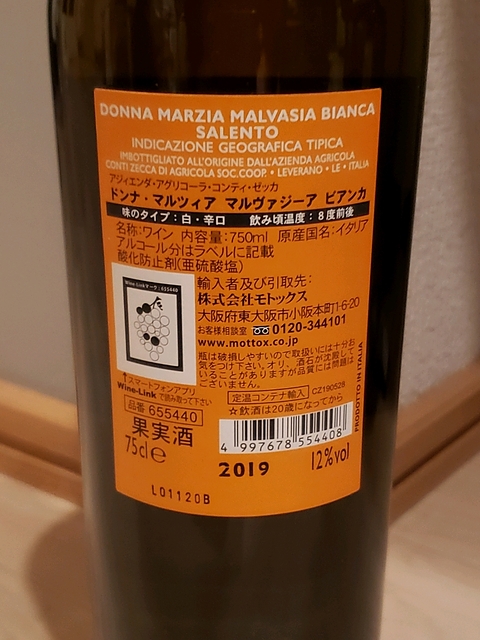 DONNA MARZIA MALVASIA BIANCA
SALENTO
INDICAZIONE GEOGRAFICA TIPICA
IMBOTTIGLIATO ALL'ORIGINE DALL'AZIENDA AGRICOLA
CONTI ZECCA DI AGRICOLA SOC.COOP. • LEVERANO • LE • ITALIA
アジィエンダ・アグリコーラ・コンティ・ゼッカ
ドンナ・マルツィア マルヴァジーア ビアンカ
味のタイプ:白・辛口 飲み頃温度:8度前後
名称:ワイン 内容量:750ml 原産国名:イタリア
アルコール分はラベルに記載
酸化防止剤(亜硫酸塩)
Wine-Linkマーク:655440
輸入者及び引取先:
株式会社モトックス
大阪府東大阪市小阪本町1-6-20
お客様相談室 0120-344101
www.mottox.co.jp
瓶は破損しやすので取扱いには十分お
気をつけ下さい。オリ、酒石が沈殿して
いることがありますが品質には問題は
ございません。
↑スマートフォンアプリ
Wine-Link で読み取って下さい
品番 655440
定温コンテナ輸入 CZ190528
☆飲酒は20歳になってから
果実酒
75cl e
4 997678 554408
2019
12%vol
PRODOTTO IN ITALIA
L01120B